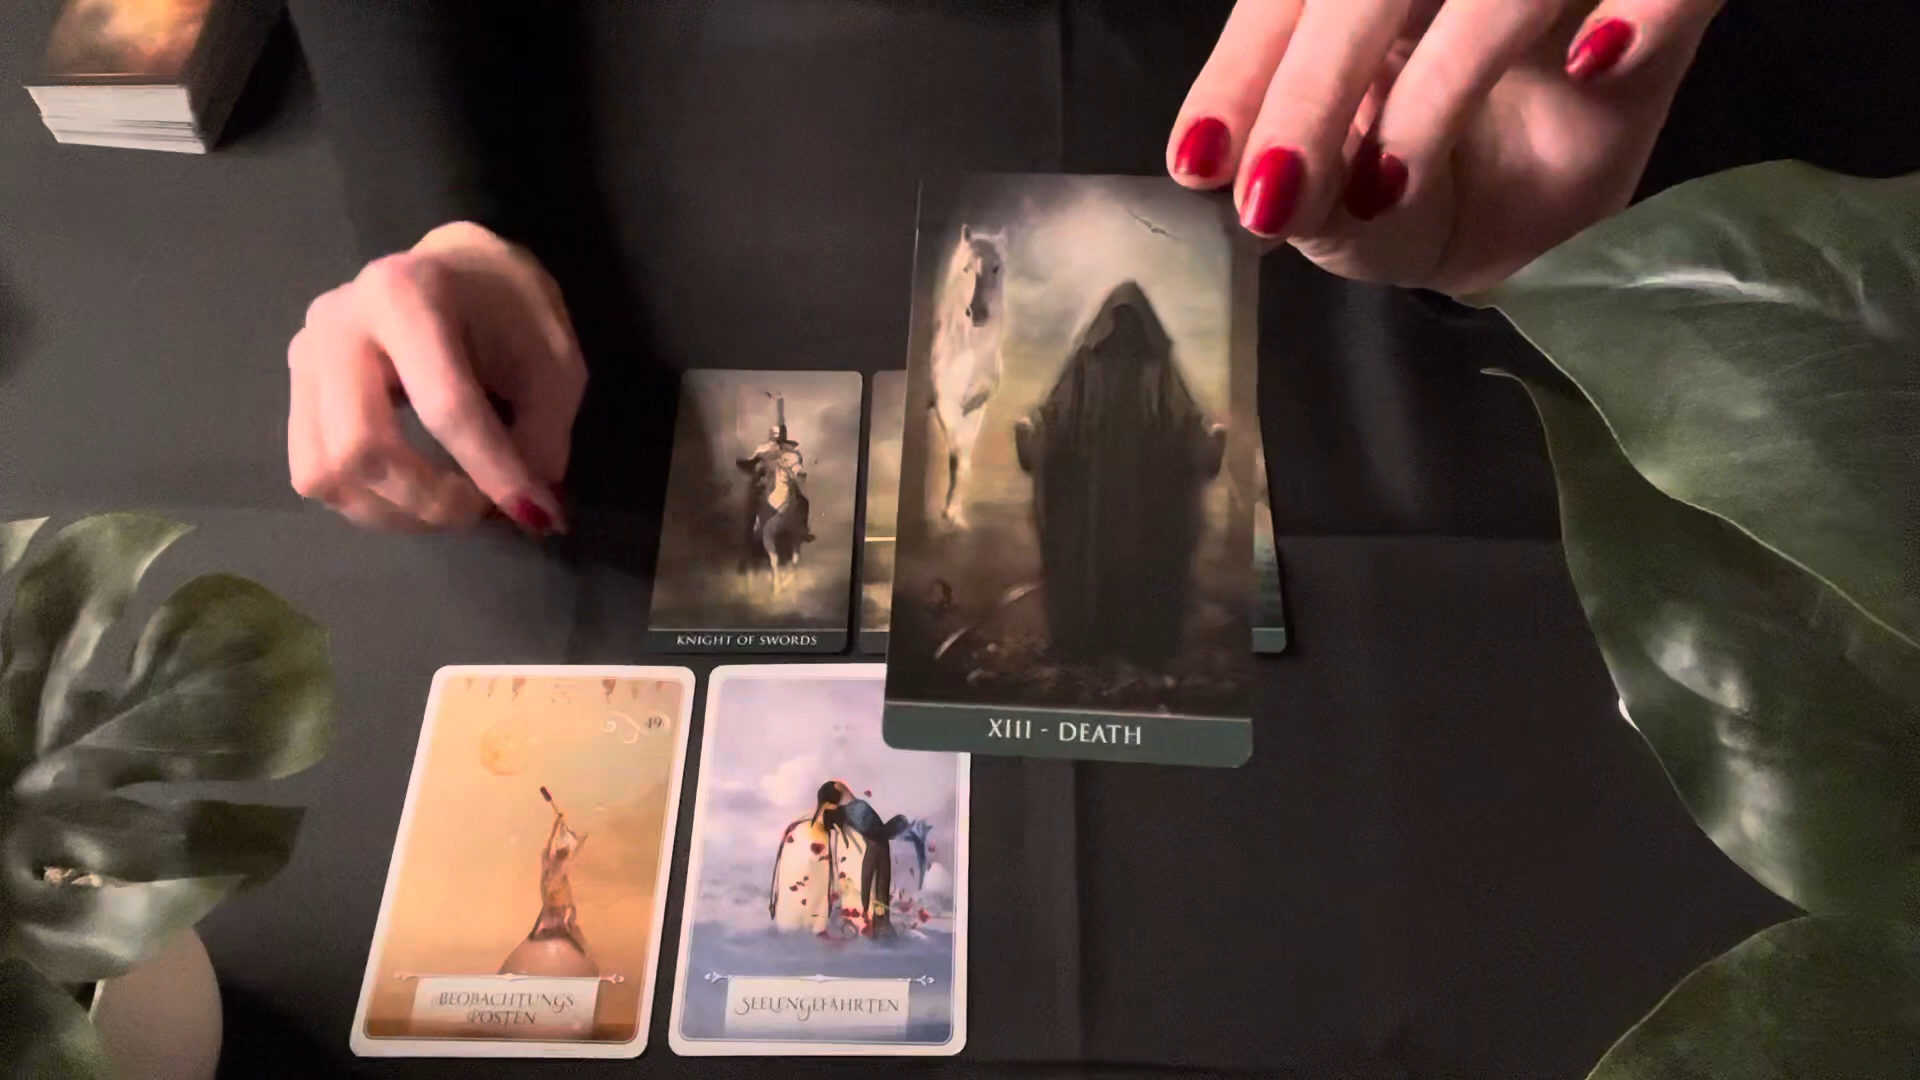 KNIGHT OF SWORDS
XIII - DEATH
49
BEOBACHTUNGS
POSTEN
SEELENGEFÄHRTEN